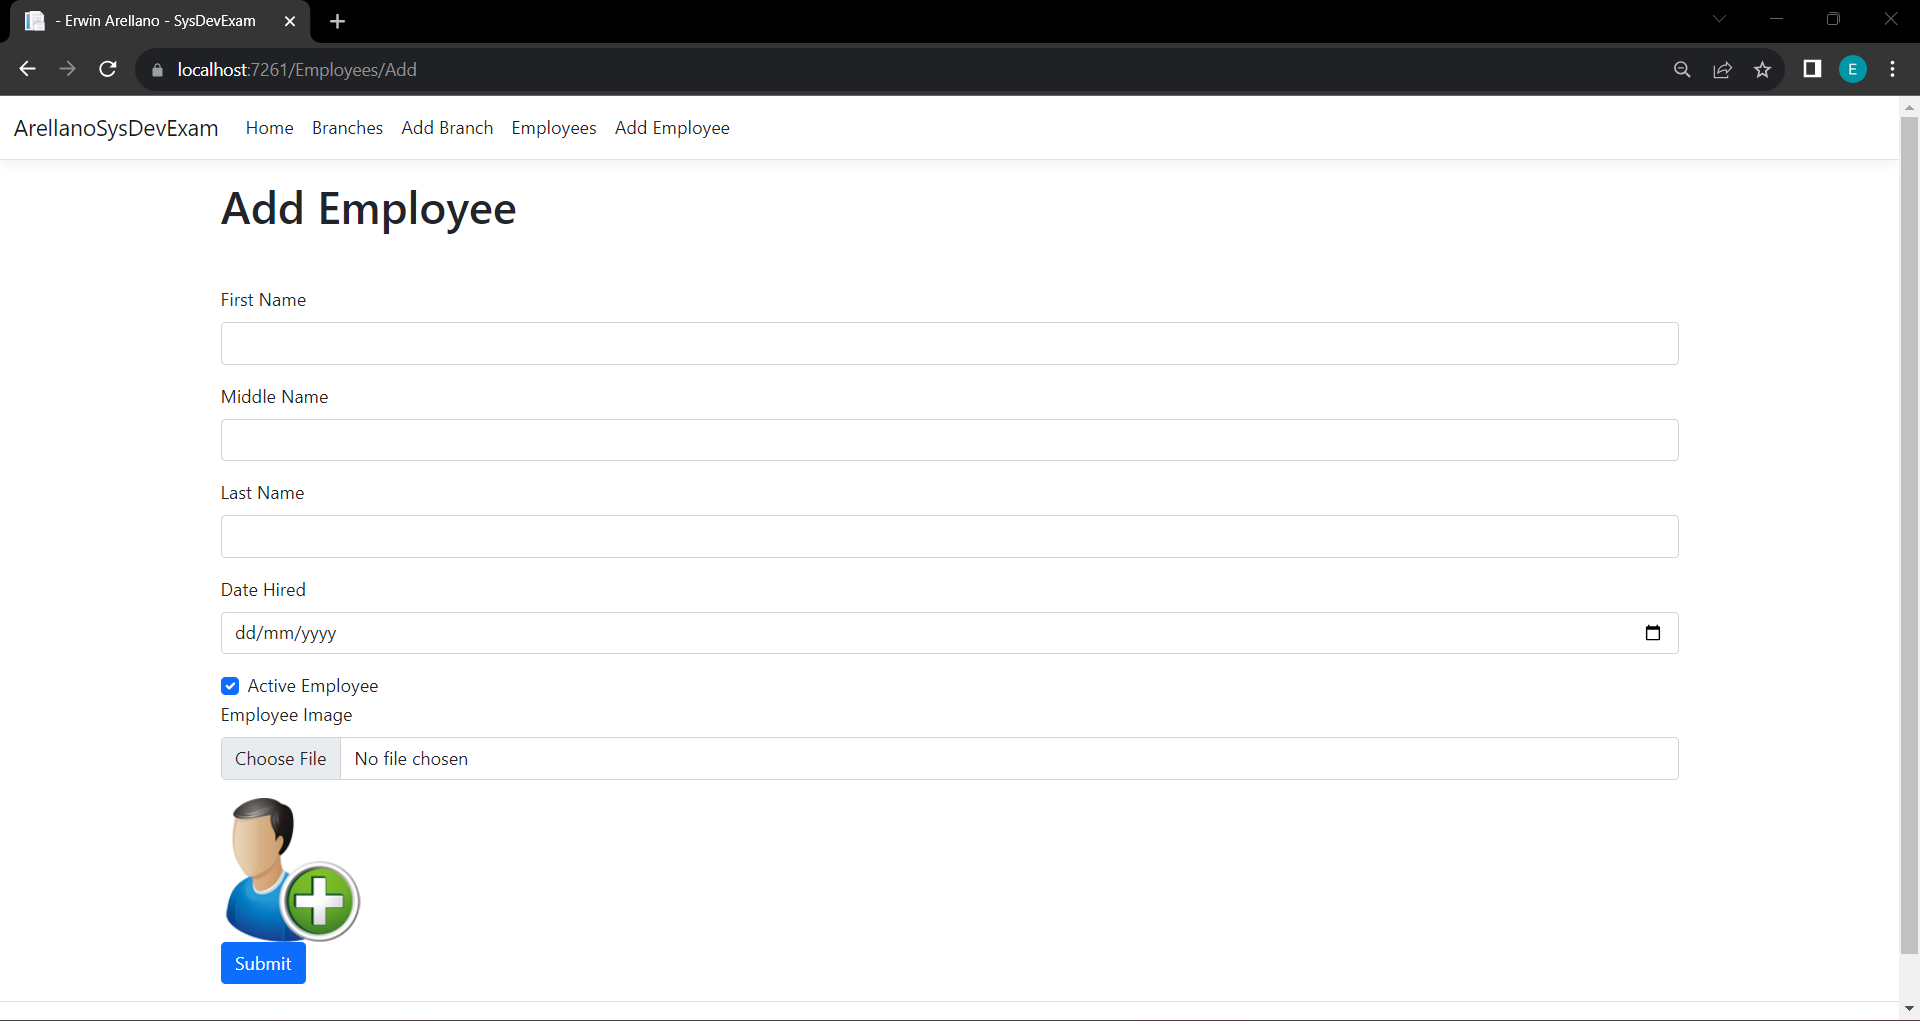 - Erwin Arellano - SysDevExam
localhost:7261/Employees/Add
E
ArellanoSysDevExam Home Branches Add Branch Employees Add Employee
Add Employee
First Name
Middle Name
Last Name
Date Hired
dd/mm/yyyy
Active Employee
Employee Image
Choose File No file chosen
Submit